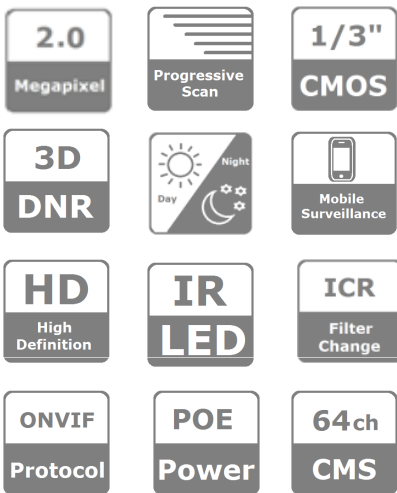 2.0
Megapixel
Progressive
Scan
1/3"
CMOS
3D
DNR
Night
Day
Mobile
Surveillance
HD
High
Definition
IR
LED
ICR
Filter
Change
ONVIF
Protocol
POE
Power
64ch
CMS